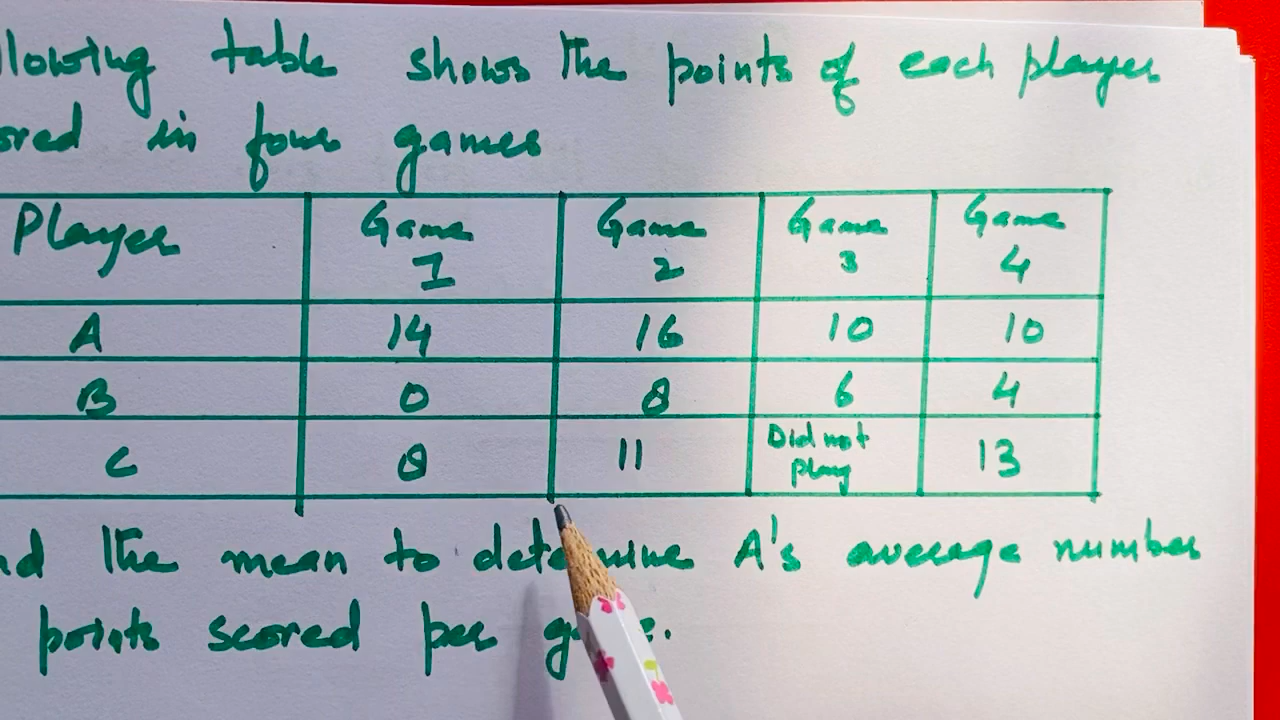 llowing table shows the points of each player
ored in four games
Player Game 1 Game 2 Game 3 Game 4
A 14 16 10 10
B 0 8 6 4
C 8 11 Did not play 13
nd the mean to determine A's average number
points scored per game.